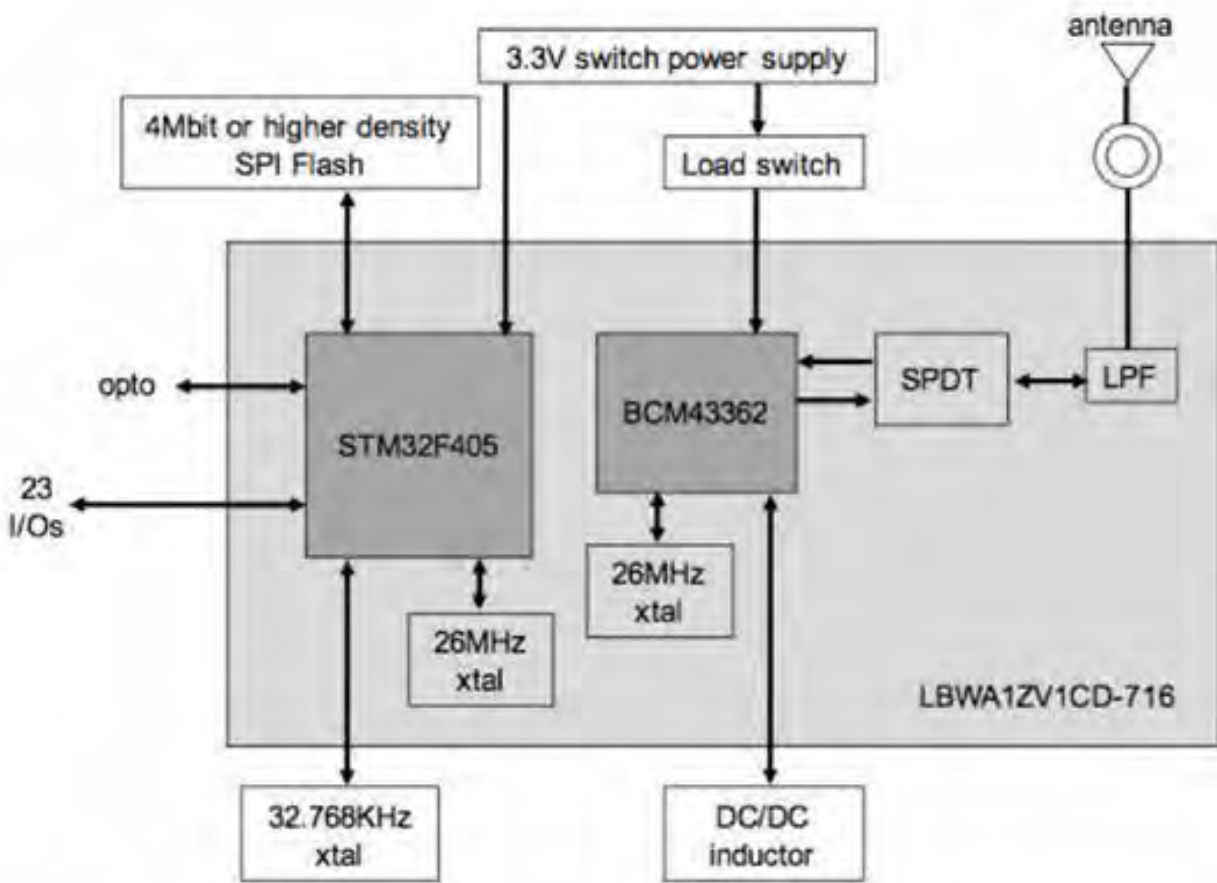 antenna
3.3V switch power supply
4Mbit or higher density
SPI Flash
Load switch
opto
STM32F405
BCM43362
SPDT
LPF
23
I/Os
26MHz
xtal
26MHz
xtal
LBWA1ZV1CD-716
32.768KHz
xtal
DC/DC
inductor